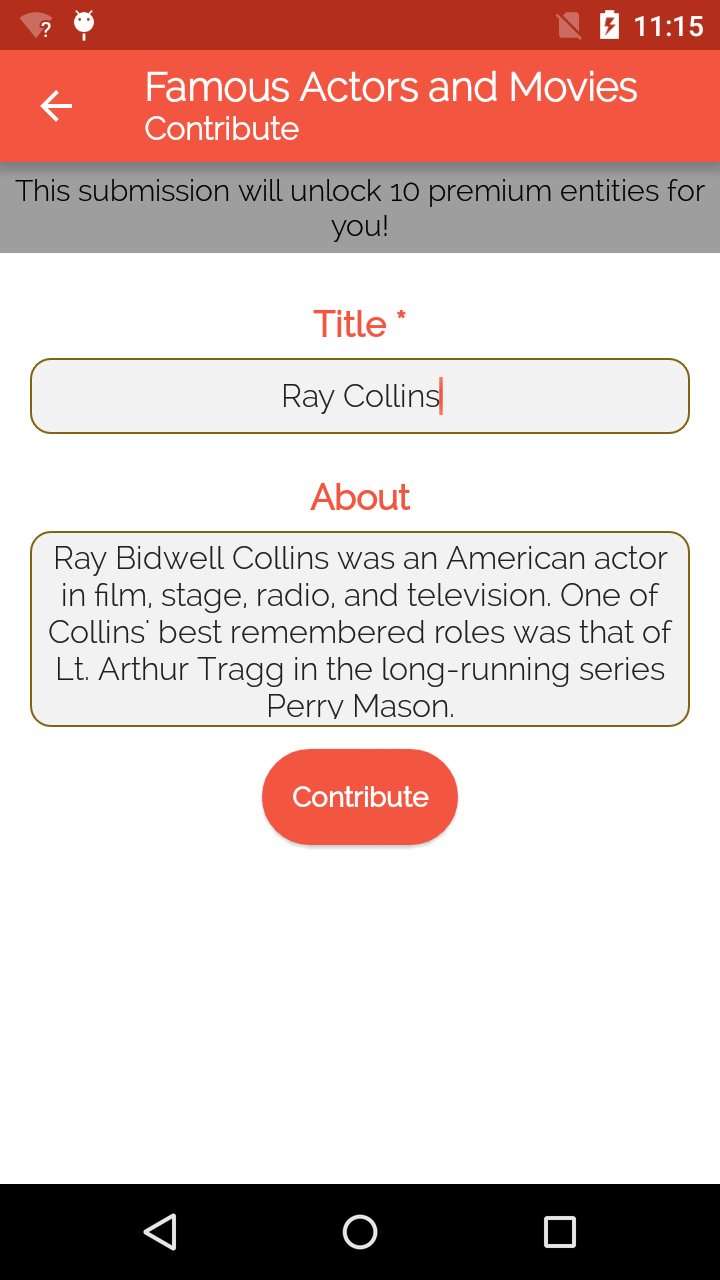 11:15
Famous Actors and Movies
Contribute
This submission will unlock 10 premium entities for
you!
Title *
Ray Collins
About
Ray Bidwell Collins was an American actor
in film, stage, radio, and television. One of
Collins' best remembered roles was that of
Lt. Arthur Tragg in the long-running series
Perry Mason.
Contribute